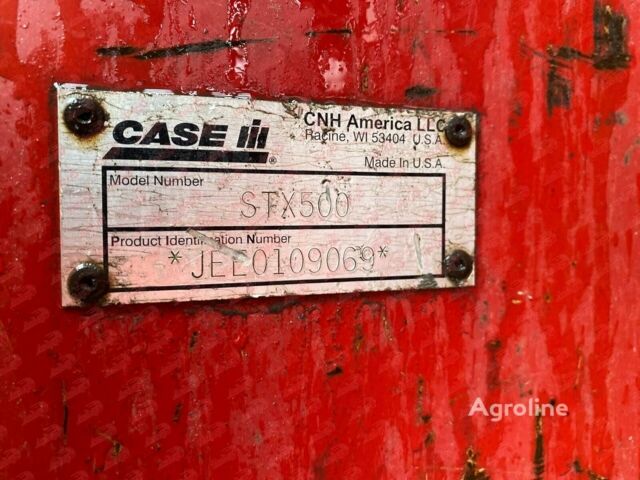 CASE IH®
CNH America LLC
Racine, WI 53404 U.S.A.
Made In U.S.A.
Model Number
STX500
Product Identification Number
*JEE0109069*
Agroline